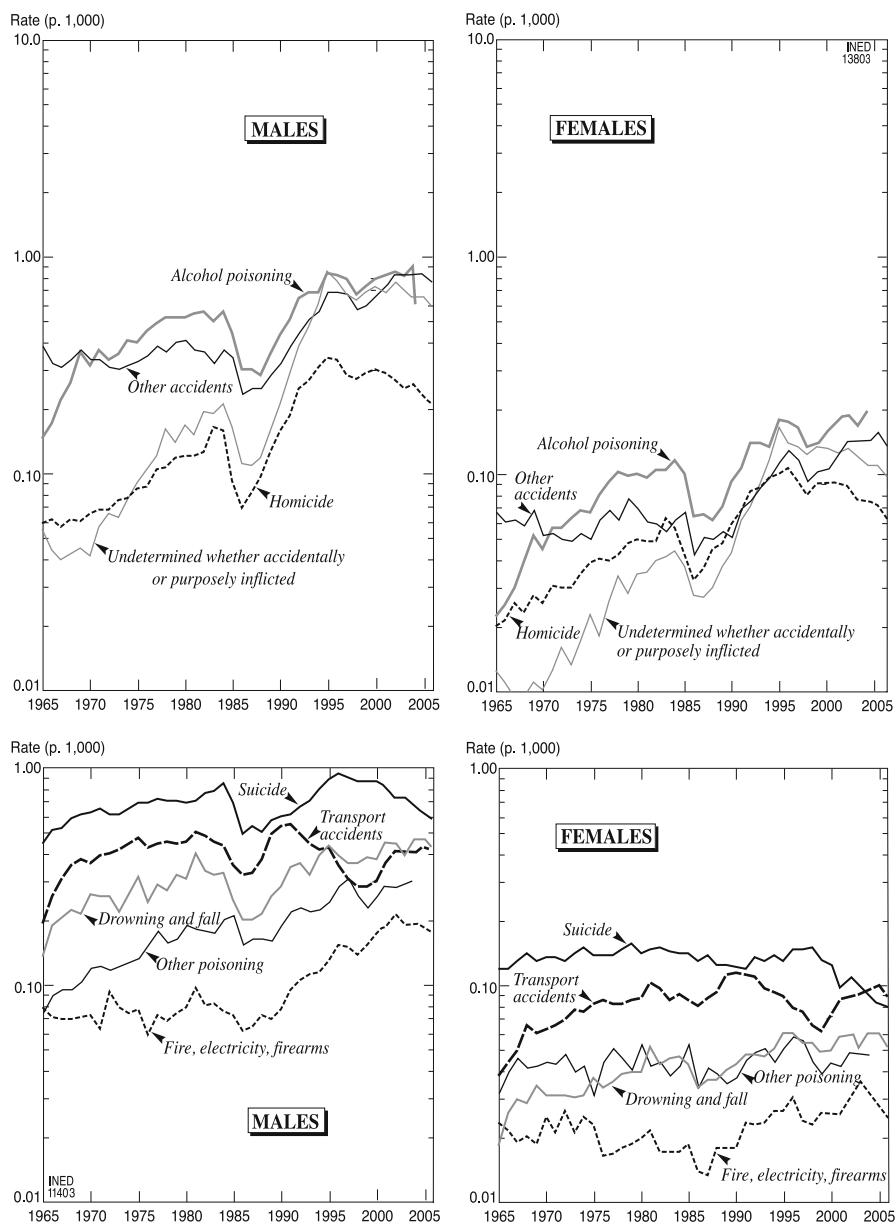 Rate (p. 1,000)
10.0
1.00
0.10
0.01
MALES
Alcohol poisoning
Other accidents
Homicide
Undetermined whether accidentally
or purposely inflicted
1965 1970 1975 1980 1985 1990 1995 2000 2005
Rate (p. 1,000)
10.0
1.00
0.10
0.01
INED
13803
FEMALES
Alcohol poisoning
Other
accidents
Homicide
Undetermined whether accidentally
or purposely inflicted
1965 1970 1975 1980 1985 1990 1995 2000 2005
Rate (p. 1,000)
1.00
0.10
0.01
Suicide
Transport
accidents
Drowning and fall
Other poisoning
Fire, electricity, firearms
MALES
INED
11403
1965 1970 1975 1980 1985 1990 1995 2000 2005
Rate (p. 1,000)
1.00
0.10
0.01
FEMALES
Suicide
Transport
accidents
Other poisoning
Drowning and fall
Fire, electricity, firearms
1965 1970 1975 1980 1985 1990 1995 2000 2005